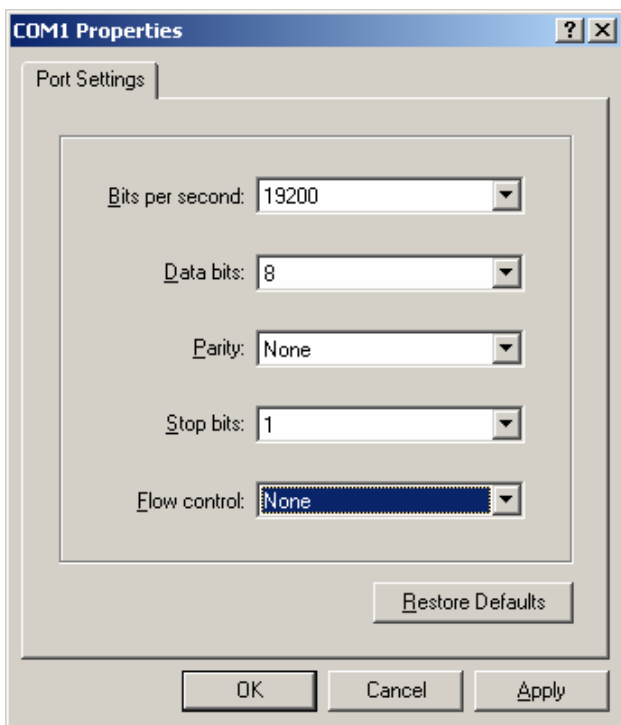 COM1 Properties
Port Settings
Bits per second: 19200
Data bits: 8
Parity: None
Stop bits: 1
Flow control: None
Restore Defaults
OK Cancel Apply